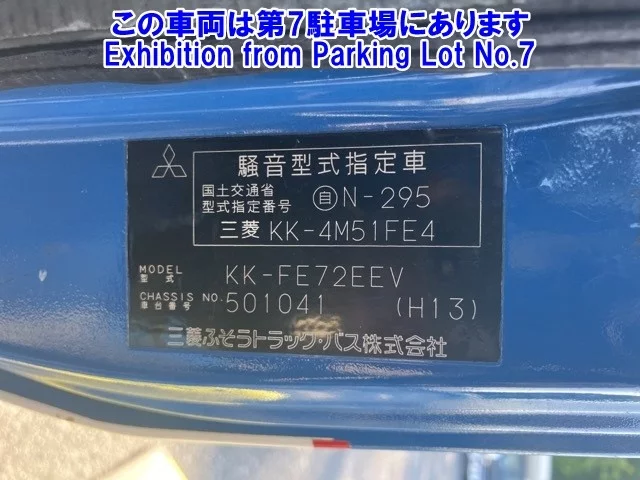 この車両は第7駐車場にあります
Exhibition from Parking Lot No.7
騒音型式指定車
国土交通省
型式指定番号 自 N-295
三菱 KK-4M51FE4
MODEL
型式 KK-FE72EEV
CHASSIS NO.
車台番号 501041 (H13)
三菱ふそうトラック・バス株式会社